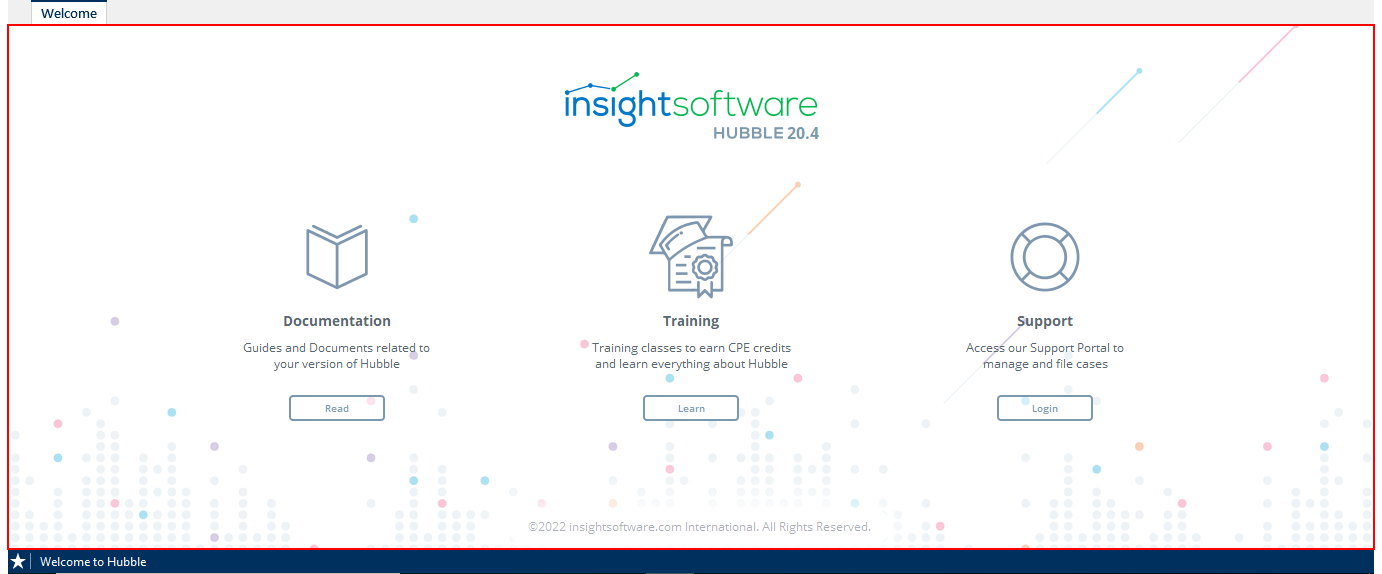 Welcome
insightsoftware
HUBBLE 20.4
Documentation
Guides and Documents related to
your version of Hubble
Read
Training
Training classes to earn CPE credits
and learn everything about Hubble
Learn
Support
Access our Support Portal to
manage and file cases
Login
©2022 insightsoftware.com International. All Rights Reserved.
Welcome to Hubble